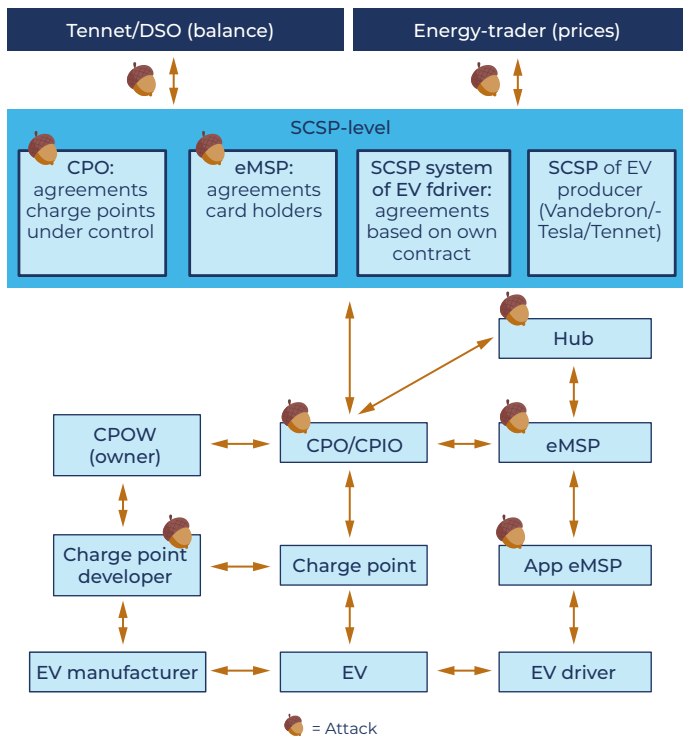 Tennet/DSO (balance)
Energy-trader (prices)
SCSP-level
CPO:
agreements
charge points
under control
eMSP:
agreements
card holders
SCSP system
of EV fdriver:
agreements
based on own
contract
SCSP of EV
producer
(Vandebron/-
Tesla/Tennet)
Hub
CPOW
(owner)
CPO/CPIO
eMSP
Charge point
developer
Charge point
App eMSP
EV manufacturer
EV
EV driver
= Attack